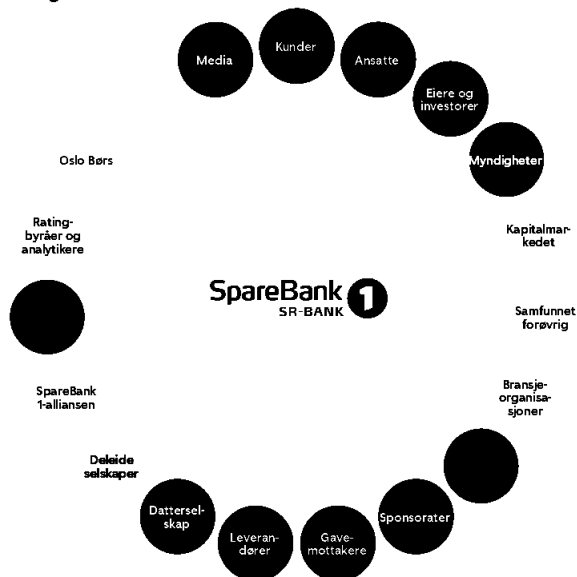 Media
Kunder
Ansatte
Eiere og
investorer
Myndigheter
Oslo Børs
Kapitalmar-
kedet
Rating-
byråer og
analytikere
SpareBank 1
SR-BANK
Samfunnet
forøvrig
SpareBank
1-alliansen
Bransje-
organisa-
sjoner
Deleide
selskaper
Dattersel-
skap
Leveran-
dører
Gave-
mottakere
Sponsorater